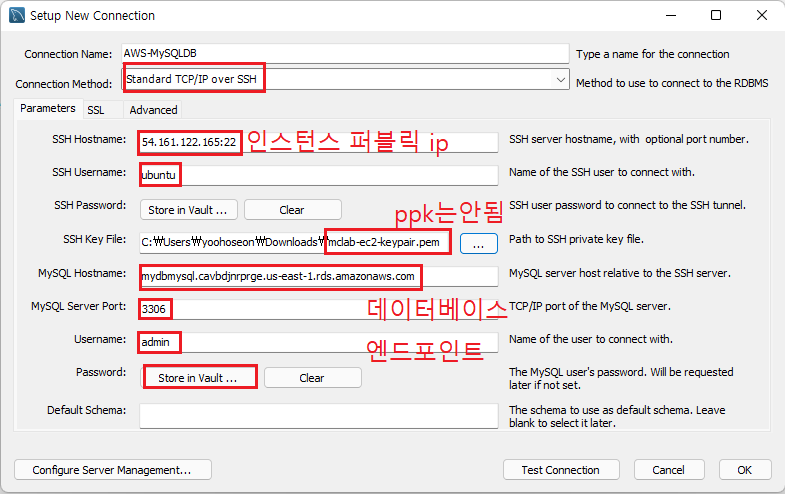 Setup New Connection
Connection Name: AWS-MySQLDB Type a name for the connection
Connection Method: Standard TCP/IP over SSH Method to use to connect to the RDBMS
Parameters SSL Advanced
SSH Hostname: 54.161.122.165:22 인스턴스 퍼블릭 ip SSH server hostname, with optional port number.
SSH Username: ubuntu Name of the SSH user to connect with.
SSH Password: Store in Vault ... Clear SSH user password to connect to the SSH tunnel.
ppk는안됨
SSH Key File: C:₩Users₩yoohoseon₩Downloads₩mclab-ec2-keypair.pem ... Path to SSH private key file.
MySQL Hostname: mydbmysql.cavbdjnrprge.us-east-1.rds.amazonaws.com MySQL server host relative to the SSH server.
MySQL Server Port: 3306 데이터베이스 TCP/IP port of the MySQL server.
Username: admin 엔드포인트 Name of the user to connect with.
Password: Store in Vault ... Clear The MySQL user's password. Will be requested
later if not set.
Default Schema: The schema to use as default schema. Leave
blank to select it later.
Configure Server Management... Test Connection Cancel OK